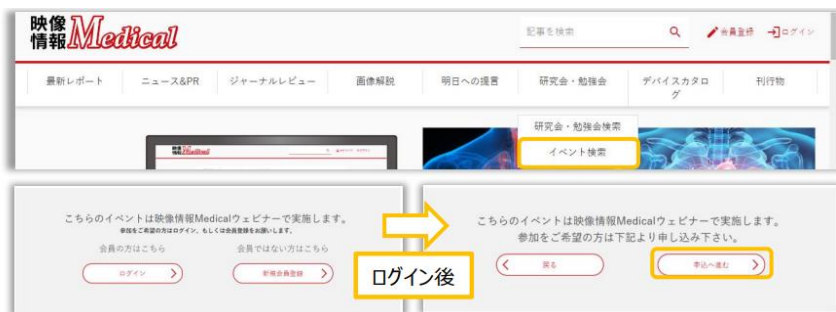 映像情報Medical
記事を検索 会員登録 ログイン
最新レポート ニュース&PR ジャーナルレビュー 画像解説 明日への提言 研究会・勉強会 デバイスカタログ 刊行物
研究会・勉強会検索
イベント検索
こちらのイベントは映像情報Medicalウェビナーで実施します。
参加をご希望の方はログイン、もしくは会員登録をお願いします。
会員の方はこちら 会員ではない方はこちら
ログイン 新規会員登録
ログイン後
こちらのイベントは映像情報Medicalウェビナーで実施します。
参加をご希望の方は下記より申し込み下さい。
戻る 申込へ進む